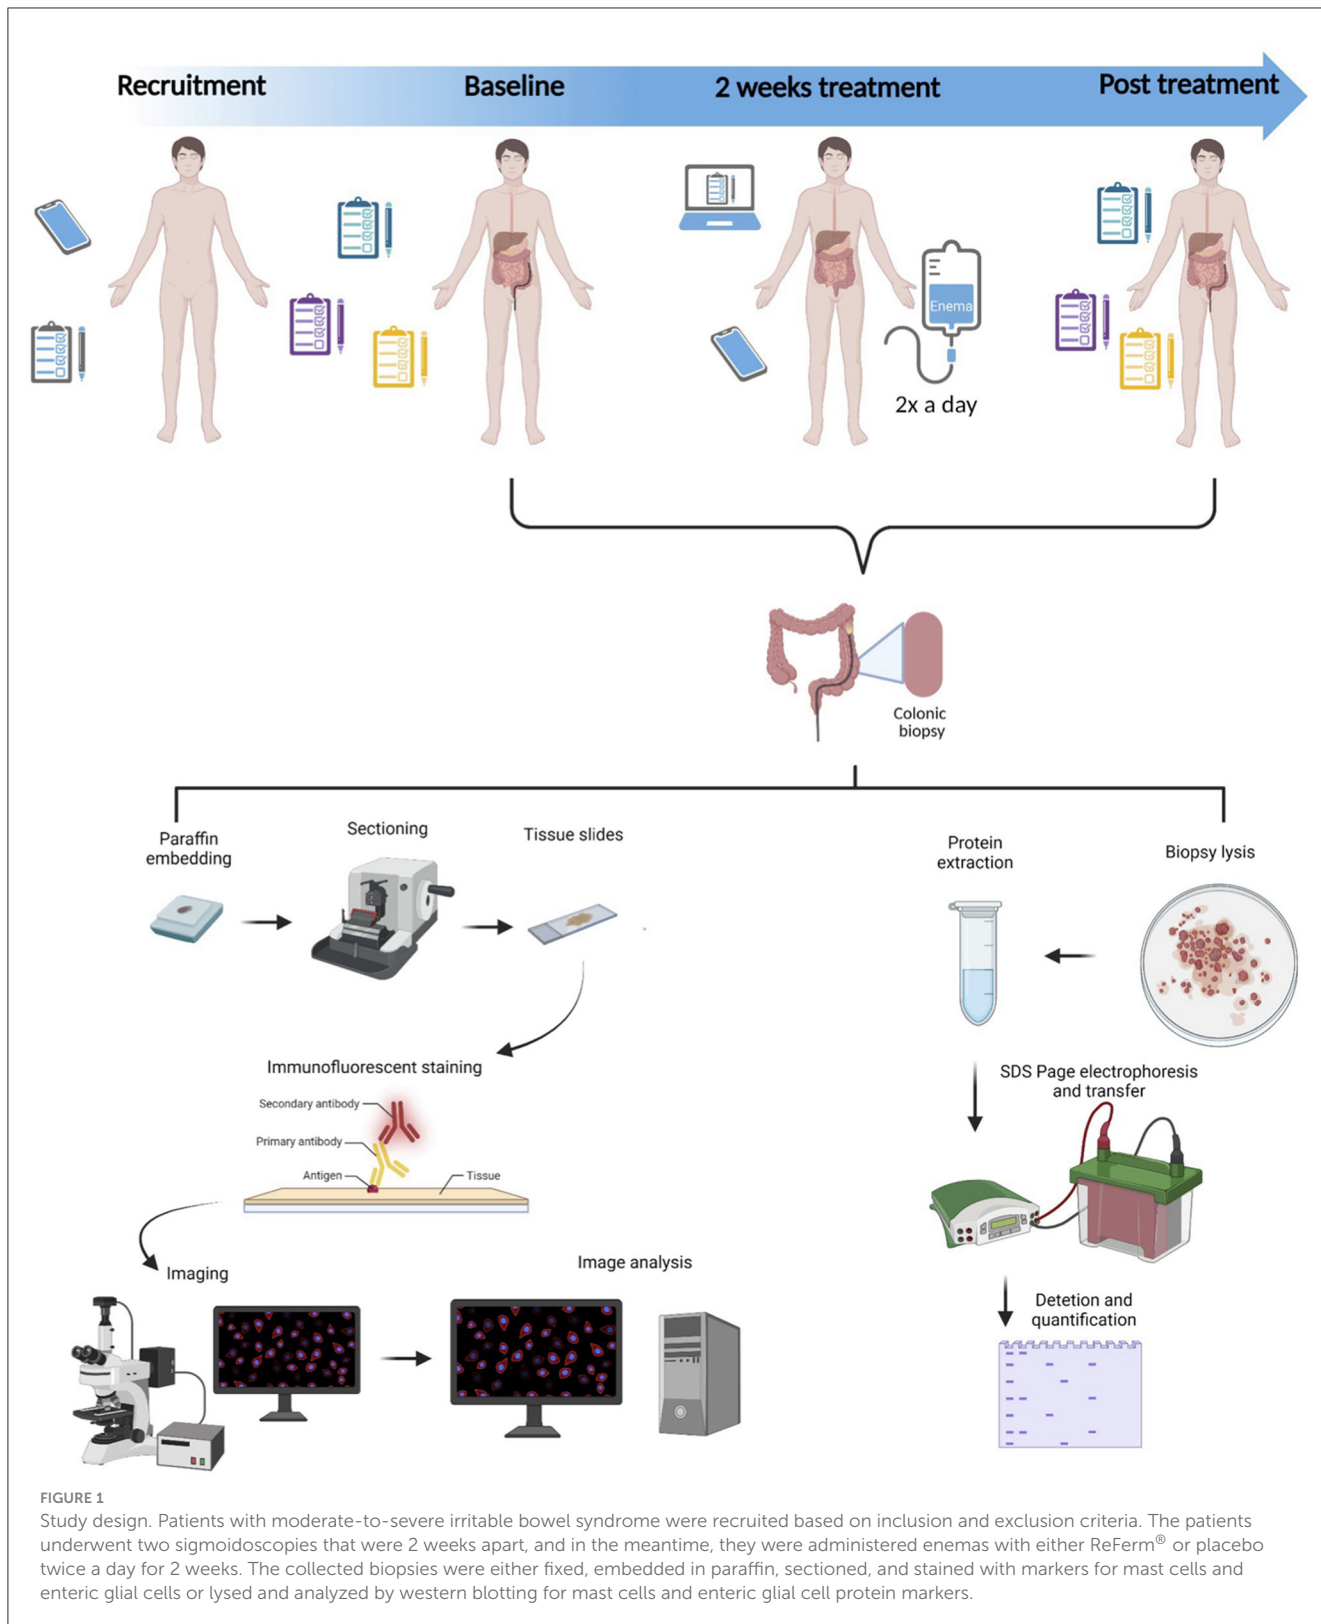 Recruitment
Baseline
2 weeks treatment
Post treatment
Enema
2x a day
Colonic
biopsy
Paraffin
embedding
Sectioning
Tissue slides
Protein
extraction
Biopsy lysis
Immunofluorescent staining
Secondary antibody
Primary antibody
Antigen
Tissue
SDS Page electrophoresis
and transfer
Imaging
Image analysis
Detetion and
quantification
FIGURE 1
Study design. Patients with moderate-to-severe irritable bowel syndrome were recruited based on inclusion and exclusion criteria. The patients
underwent two sigmoidoscopies that were 2 weeks apart, and in the meantime, they were administered enemas with either ReFerm® or placebo
twice a day for 2 weeks. The collected biopsies were either fixed, embedded in paraffin, sectioned, and stained with markers for mast cells and
enteric glial cells or lysed and analyzed by western blotting for mast cells and enteric glial cell protein markers.